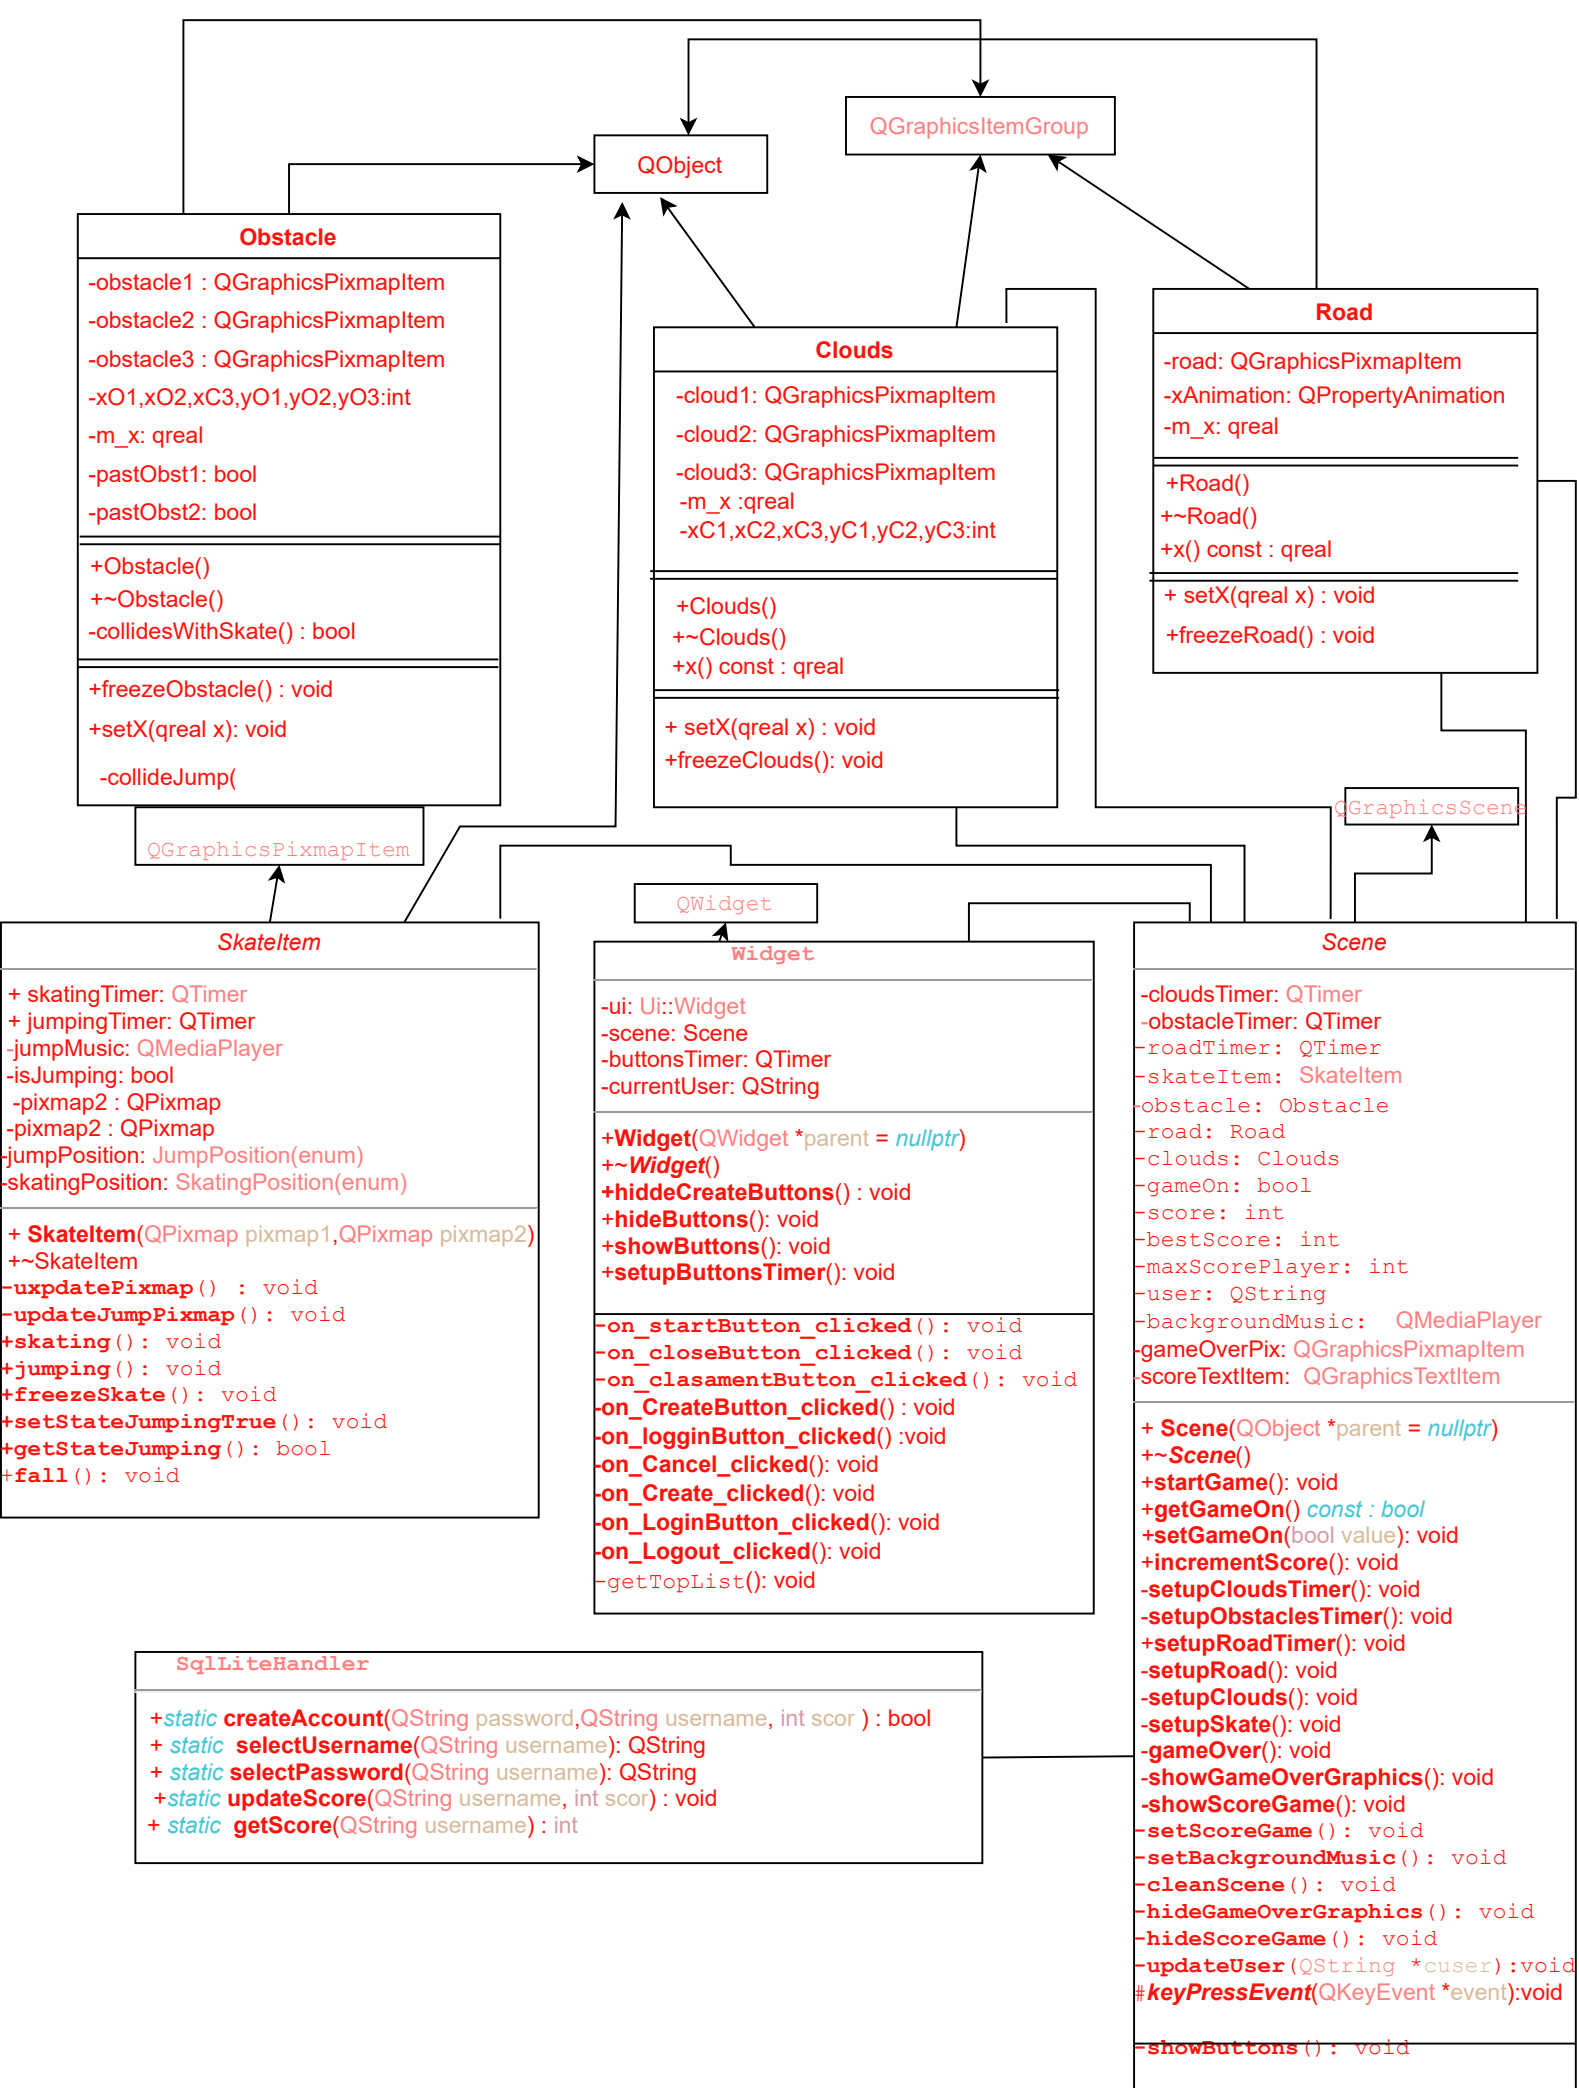 QGraphicsItemGroup
QObject
Obstacle
-obstacle1 : QGraphicsPixmapItem
-obstacle2 : QGraphicsPixmapItem
-obstacle3 : QGraphicsPixmapItem
-xO1,xO2,xC3,yO1,yO2,yO3:int
-m_x: qreal
-pastObst1: bool
-pastObst2: bool
+Obstacle()
+~Obstacle()
-collidesWithSkate() : bool
+freezeObstacle() : void
+setX(qreal x): void
-collideJump(
Clouds
-cloud1: QGraphicsPixmapItem
-cloud2: QGraphicsPixmapItem
-cloud3: QGraphicsPixmapItem
-m_x :qreal
-xC1,xC2,xC3,yC1,yC2,yC3:int
+Clouds()
+~Clouds()
+x() const : qreal
+ setX(qreal x) : void
+freezeClouds(): void
Road
-road: QGraphicsPixmapItem
-xAnimation: QPropertyAnimation
-m_x: qreal
+Road()
+~Road()
+x() const : qreal
+ setX(qreal x) : void
+freezeRoad() : void
QGraphicsPixmapItem
QGraphicsScene
QWidget
SkateItem
+ skatingTimer: QTimer
+ jumpingTimer: QTimer
-jumpMusic: QMediaPlayer
-isJumping: bool
-pixmap2 : QPixmap
-pixmap2 : QPixmap
-jumpPosition: JumpPosition(enum)
-skatingPosition: SkatingPosition(enum)
+ SkateItem(QPixmap pixmap1,QPixmap pixmap2)
+~SkateItem
-uxpdatePixmap() : void
-updateJumpPixmap(): void
+skating(): void
+jumping(): void
+freezeSkate(): void
+setStateJumpingTrue(): void
+getStateJumping(): bool
+fall(): void
Widget
-ui: Ui::Widget
-scene: Scene
-buttonsTimer: QTimer
-currentUser: QString
+Widget(QWidget *parent = nullptr)
+~Widget()
+hiddeCreateButtons() : void
+hideButtons(): void
+showButtons(): void
+setupButtonsTimer(): void
-on_startButton_clicked(): void
-on_closeButton_clicked(): void
-on_clasamentButton_clicked(): void
-on_CreateButton_clicked() : void
-on_logginButton_clicked() :void
-on_Cancel_clicked(): void
-on_Create_clicked(): void
-on_LoginButton_clicked(): void
-on_Logout_clicked(): void
-getTopList(): void
Scene
-cloudsTimer: QTimer
-obstacleTimer: QTimer
-roadTimer: QTimer
-skateItem: SkateItem
-obstacle: Obstacle
-road: Road
-clouds: Clouds
-gameOn: bool
-score: int
-bestScore: int
-maxScorePlayer: int
-user: QString
-backgroundMusic: QMediaPlayer
-gameOverPix: QGraphicsPixmapItem
-scoreTextItem: QGraphicsTextItem
+ Scene(QObject *parent = nullptr)
+~Scene()
+startGame(): void
+getGameOn() const : bool
+setGameOn(bool value): void
+incrementScore(): void
-setupCloudsTimer(): void
-setupObstaclesTimer(): void
+setupRoadTimer(): void
-setupRoad(): void
-setupClouds(): void
-setupSkate(): void
-gameOver(): void
-showGameOverGraphics(): void
-showScoreGame(): void
-setScoreGame(): void
-setBackgroundMusic(): void
-cleanScene(): void
-hideGameOverGraphics(): void
-hideScoreGame(): void
-updateUser(QString *cuser):void
#keyPressEvent(QKeyEvent *event):void
-showButtons(): void
SqlLiteHandler
+static createAccount(QString password,QString username, int scor ) : bool
+ static selectUsername(QString username): QString
+ static selectPassword(QString username): QString
+static updateScore(QString username, int scor) : void
+ static getScore(QString username) : int